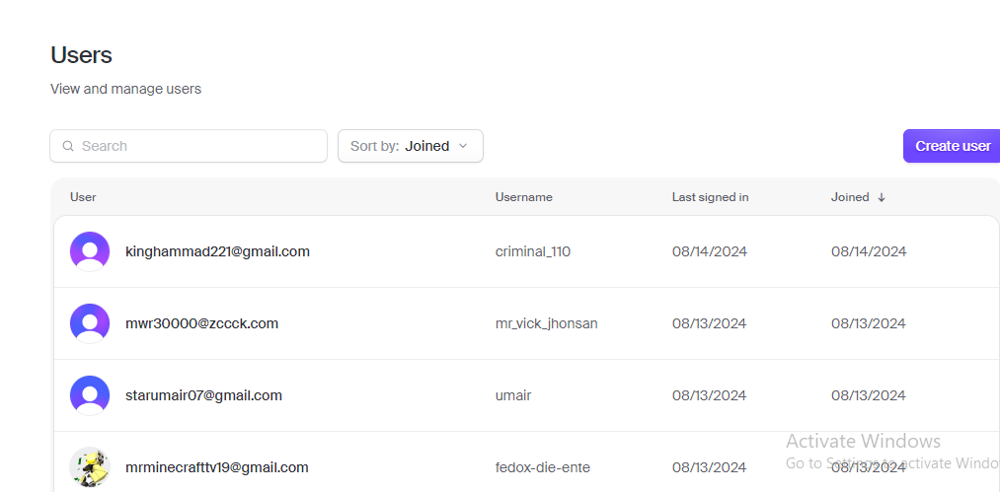 Users
View and manage users
Search
Sort by: Joined
Create user
User Username Last signed in Joined ↓
kinghammad221@gmail.com criminal_110 08/14/2024 08/14/2024
mwr30000@zccck.com mr_vick_jhonsan 08/13/2024 08/13/2024
starumair07@gmail.com umair 08/13/2024 08/13/2024
Activate Windows
Go to Settings to activate Windo
mrminecrafttv19@gmail.com fedox-die-ente 08/13/2024 08/13/2024